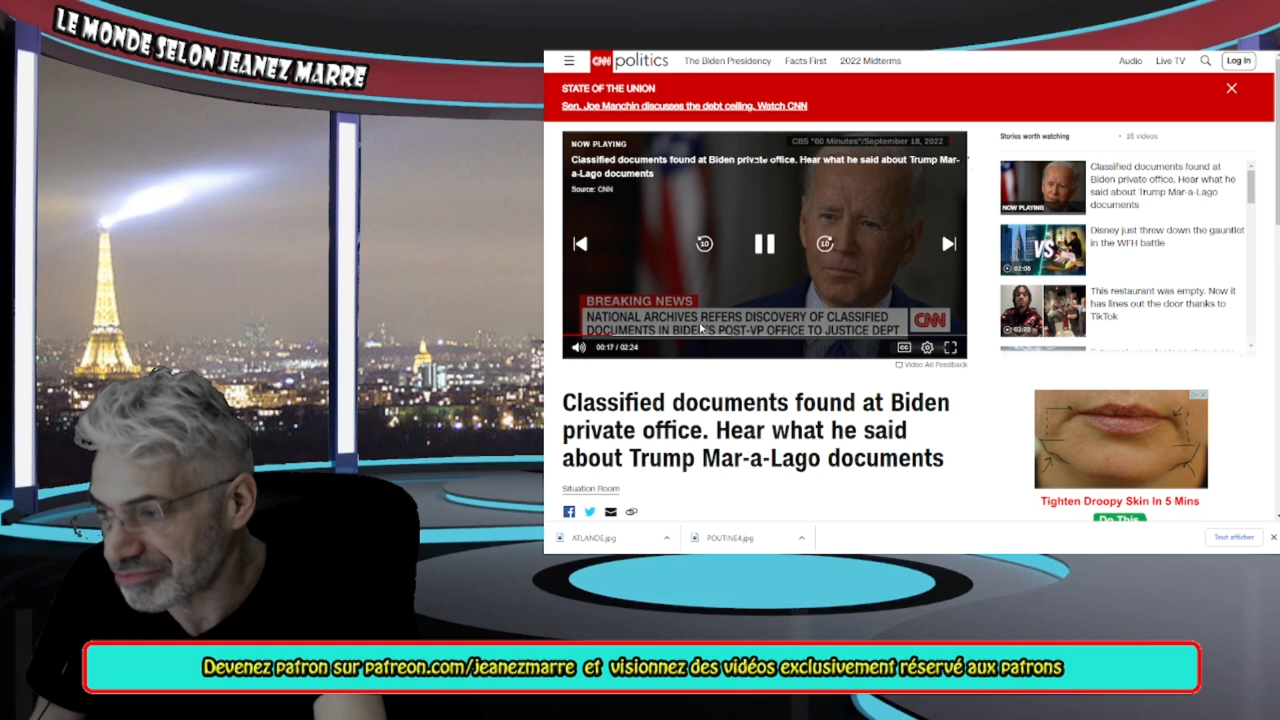 LE MONDE SELON JEANEZ MARRE
CNN politics The Biden Presidency Facts First 2022 Midterms Audio Live TV Log In
STATE OF THE UNION
Sen. Joe Manchin discusses the debt ceiling. Watch CNN
CBS "60 Minutes"/September 18, 2022
NOW PLAYING
Classified documents found at Biden private office. Hear what he said about Trump Mar-
a-Lago documents
Source: CNN
10
10
BREAKING NEWS
NATIONAL ARCHIVES REFERS DISCOVERY OF CLASSIFIED
DOCUMENTS IN BIDEN'S POST-VP OFFICE TO JUSTICE DEPT
CNN
00:17 / 02:24
CC
Video Ad Feedback
Stories worth watching • 16 videos
Classified documents found at
Biden private office. Hear what he
said about Trump Mar-a-Lago
documents
NOW PLAYING
Disney just threw down the gauntlet
in the WFH battle
VS
02:08
This restaurant was empty. Now it
has lines out the door thanks to
TikTok
Classified documents found at Biden
private office. Hear what he said
about Trump Mar-a-Lago documents
Situation Room
Tighten Droopy Skin In 5 Mins
Do This
ATLANDE.jpg
POUTINE4.jpg
Tout afficher
Devenez patron sur patreon.com/jeanezmarre et visionnez des vidéos exclusivement réservé aux patrons